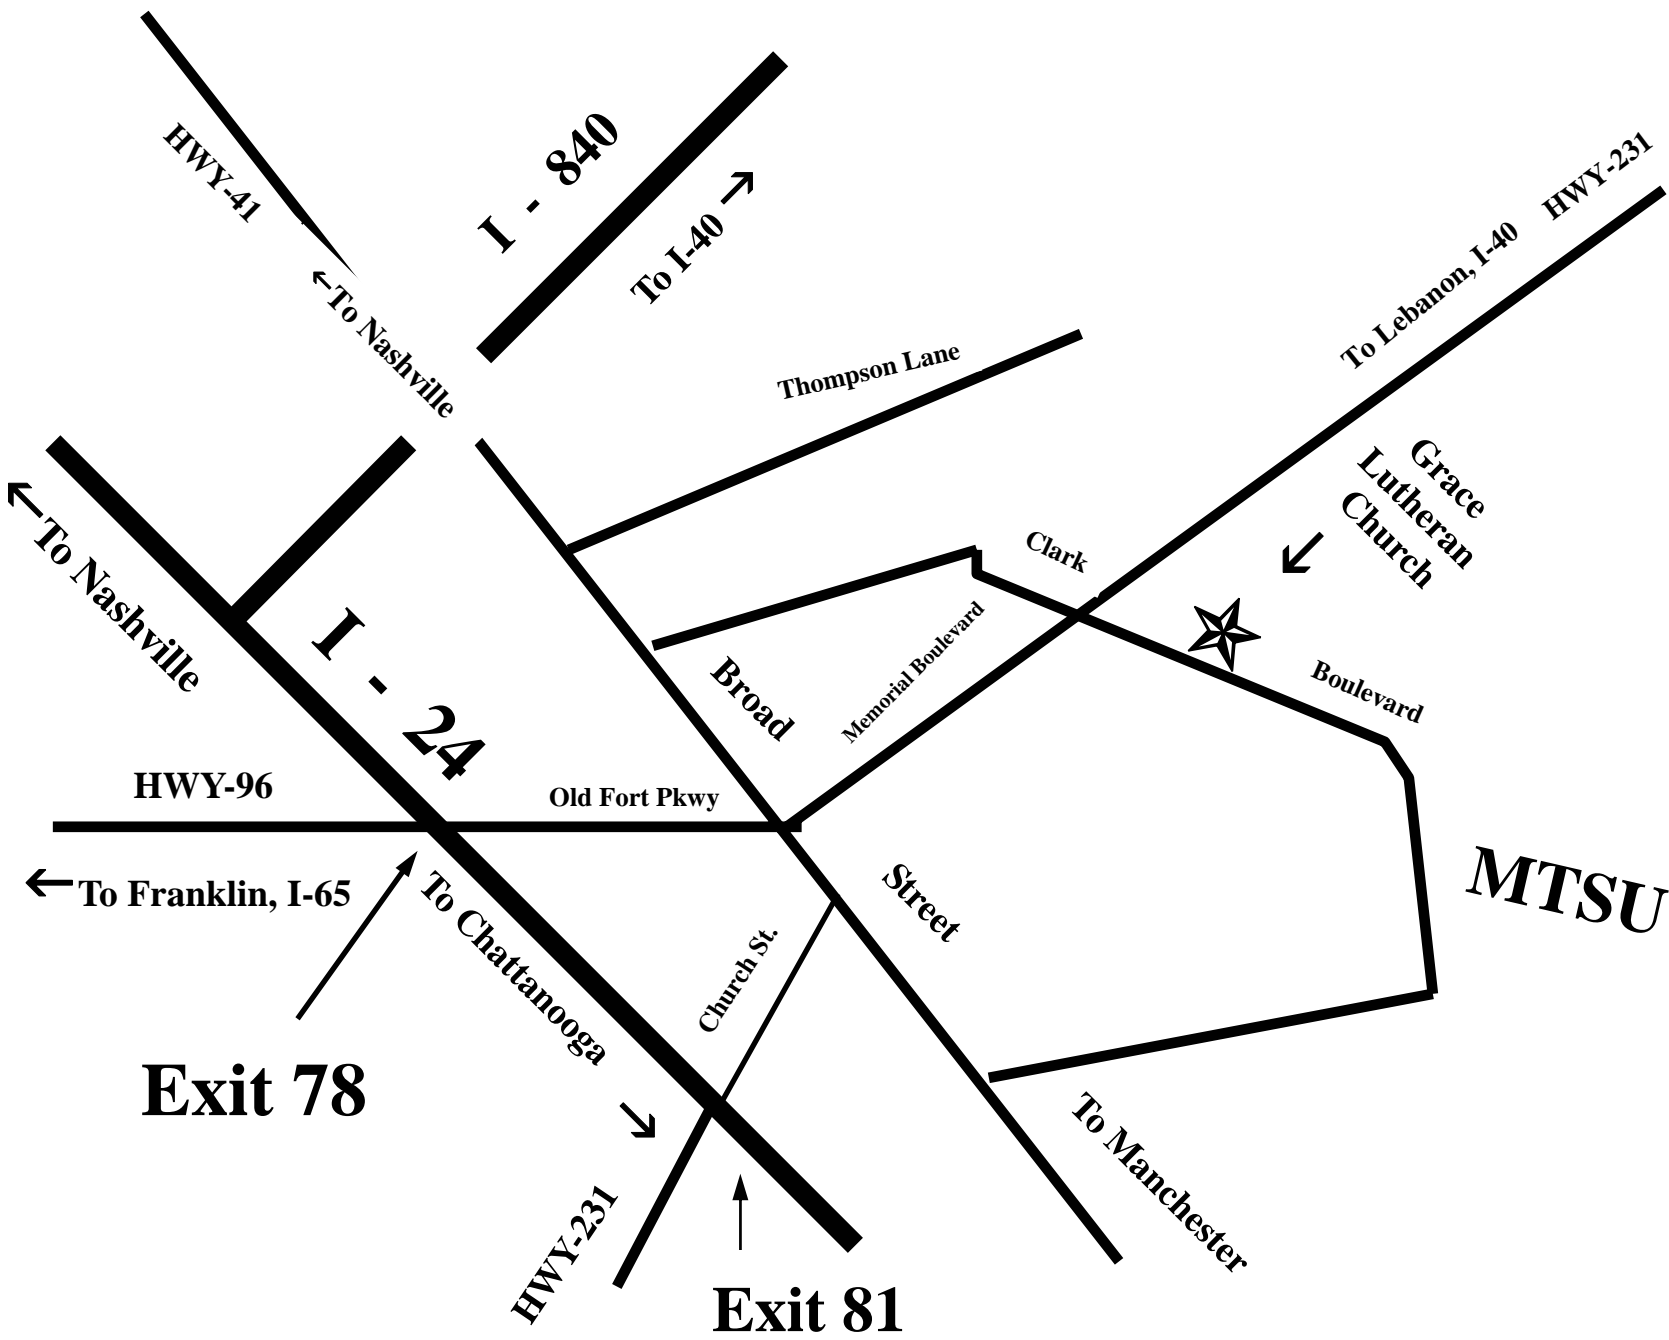 HWY-41
I - 840
To I-40
HWY-231
To Lebanon, I-40
To Nashville
Thompson Lane
Grace
Lutheran
Church
Clark
To Nashville
I - 24
Memorial Boulevard
Broad
Boulevard
HWY-96
Old Fort Pkwy
To Franklin, I-65
MTSU
Street
To Chattanooga
Church St.
Exit 78
To Manchester
HWY-231
Exit 81